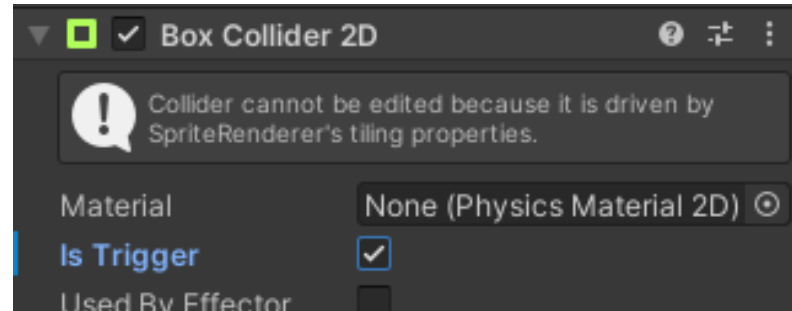 Box Collider 2D
Collider cannot be edited because it is driven by
SpriteRenderer's tiling properties.
Material None (Physics Material 2D)
Is Trigger
Used By Effector